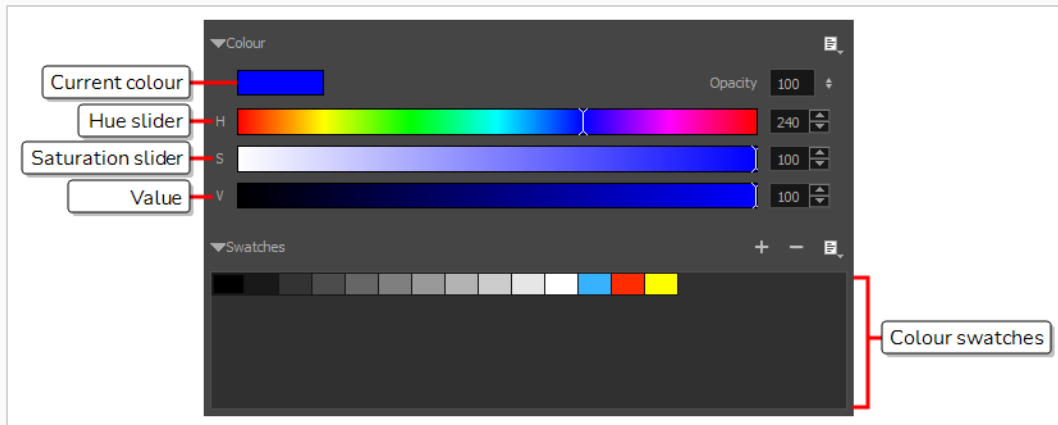 Colour
Current colour
Opacity 100
Hue slider
H 240
Saturation slider
S 100
Value
V 100
Swatches
Colour swatches